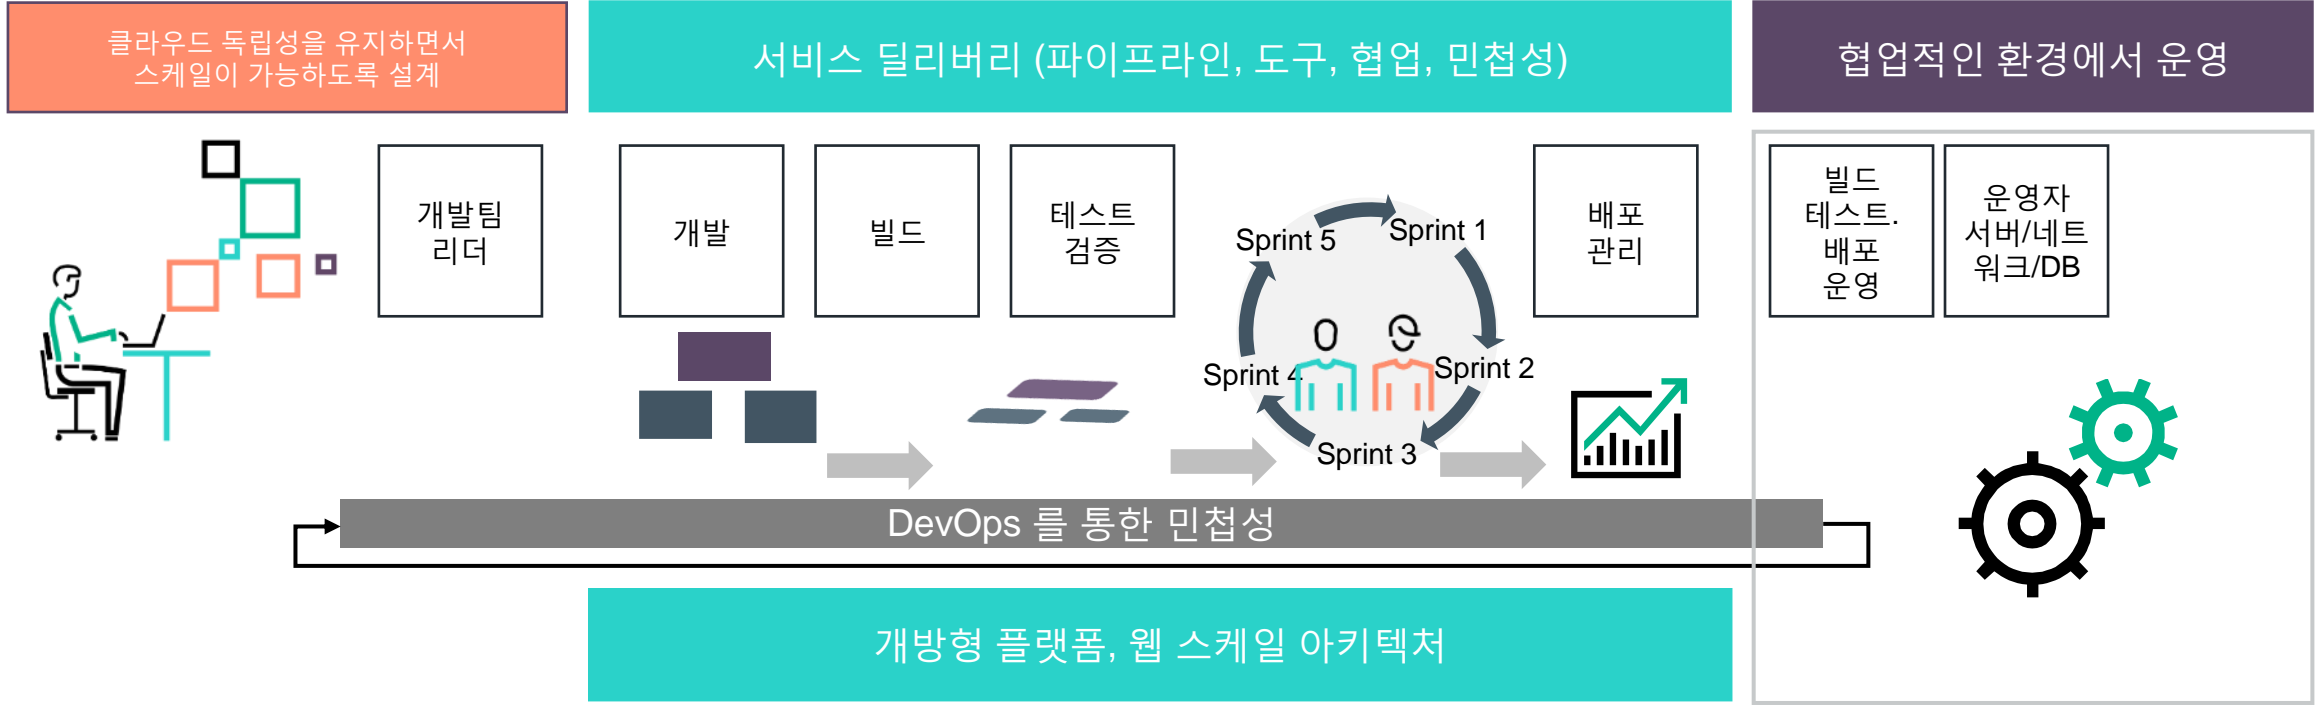 클라우드 독립성을 유지하면서
스케일이 가능하도록 설계
서비스 딜리버리 (파이프라인, 도구, 협업, 민첩성)
협업적인 환경에서 운영
개발팀
리더
개발
빌드
테스트
검증
Sprint 1
Sprint 2
Sprint 3
Sprint 4
Sprint 5
배포
관리
빌드
테스트.
배포
운영
운영자
서버/네트
워크/DB
DevOps 를 통한 민첩성
개방형 플랫폼, 웹 스케일 아키텍처